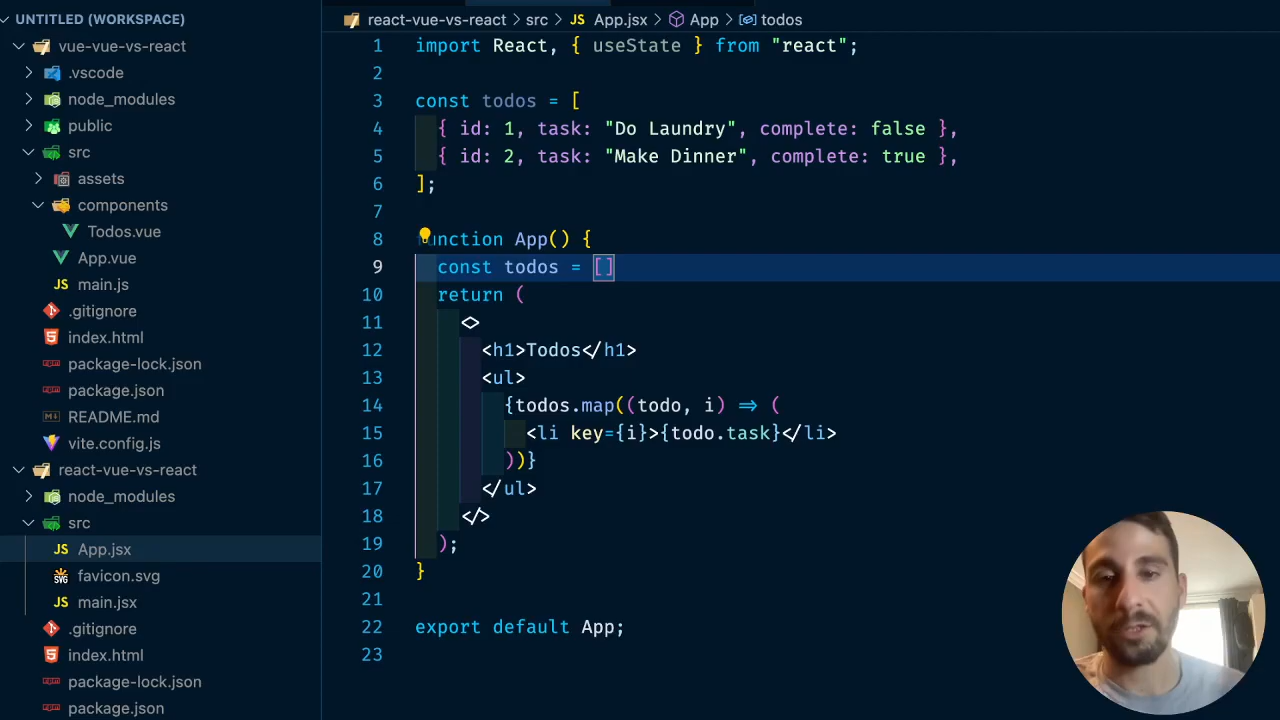 UNTITLED (WORKSPACE)
vue-vue-vs-react
.vscode
node_modules
public
src
assets
components
Todos.vue
App.vue
JS main.js
.gitignore
index.html
package-lock.json
package.json
README.md
vite.config.js
react-vue-vs-react
node_modules
src
JS App.jsx
SVG favicon.svg
JS main.jsx
.gitignore
index.html
package-lock.json
package.json
react-vue-vs-react > src > JS App.jsx > App > todos
1 import React, { useState } from "react";
2
3 const todos = [
4 { id: 1, task: "Do Laundry", complete: false },
5 { id: 2, task: "Make Dinner", complete: true },
6 ];
7
8 unction App() {
9 const todos = []
10 return (
11 <>
12 <h1>Todos</h1>
13 <ul>
14 {todos.map((todo, i) => (
15 <li key={i}>{todo.task}</li>
16 ))}
17 </ul>
18 </>
19 );
20 }
21
22 export default App;
23